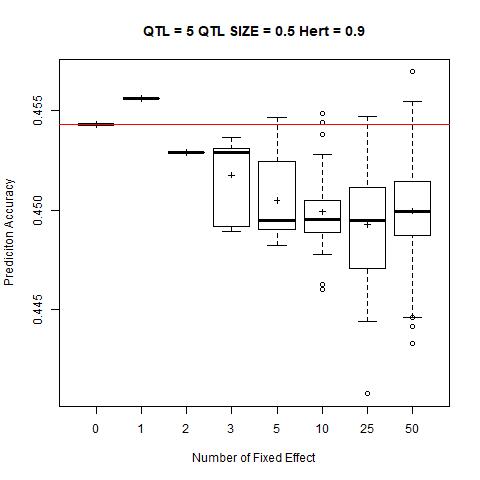 QTL = 5 QTL SIZE = 0.5 Hert = 0.9
Prediciton Accuracy
0.455
0.450
0.445
0 1 2 3 5 10 25 50
Number of Fixed Effect